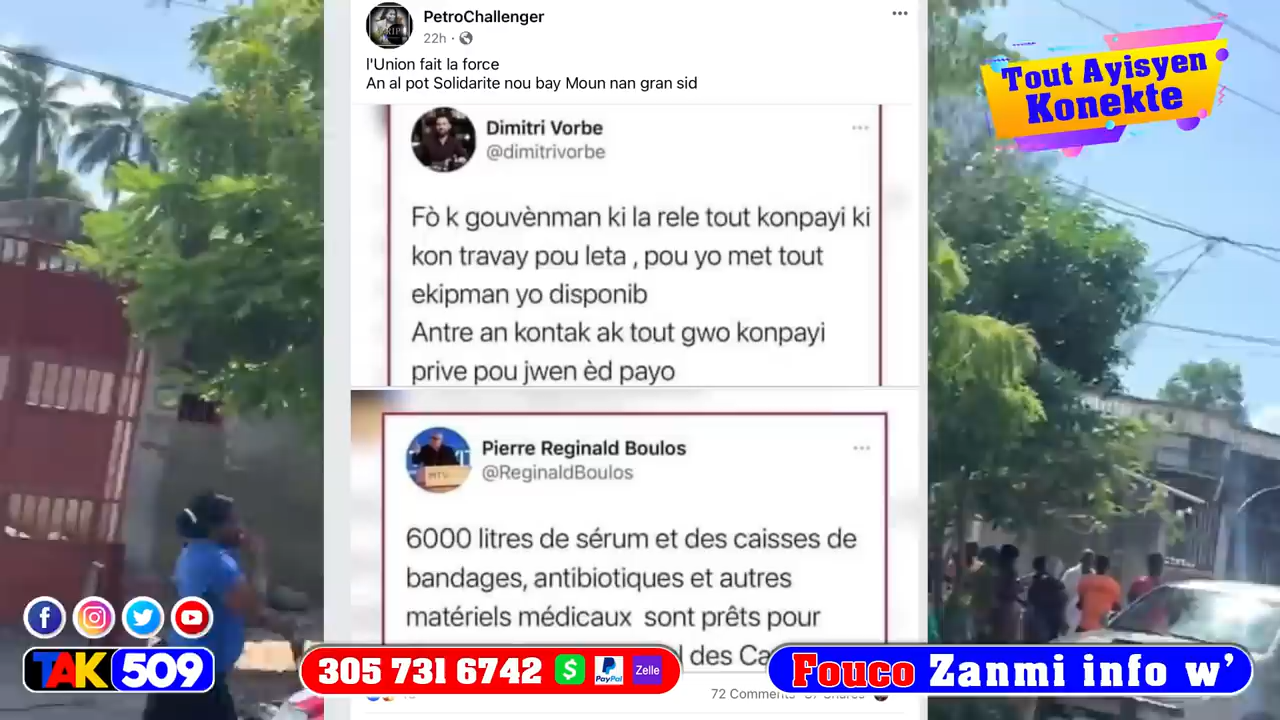 PetroChallenger
22h
l'Union fait la force
An al pot Solidarite nou bay Moun nan gran sid
Tout Ayisyen
Konekte
Dimitri Vorbe
@dimitrivorbe
Fò k gouvènman ki la rele tout konpayi ki
kon travay pou leta , pou yo met tout
ekipman yo disponib
Antre an kontak ak tout gwo konpayi
prive pou jwen èd payo
Pierre Reginald Boulos
@ReginaldBoulos
6000 litres de sérum et des caisses de
bandages, antibiotiques et autres
matériels médicaux sont prêts pour
des
72 Comments
TAK 509
305 731 6742
PayPal
Zelle
Fouco Zanmi info w'